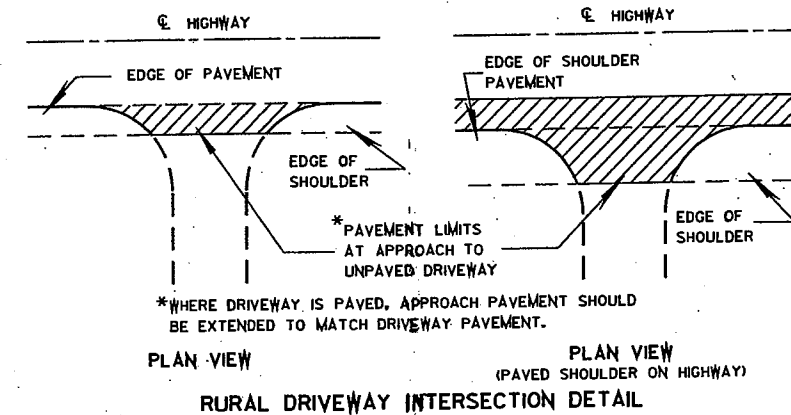 ℄ HIGHWAY
EDGE OF PAVEMENT
EDGE OF
SHOULDER
℄ HIGHWAY
EDGE OF SHOULDER
PAVEMENT
EDGE OF
SHOULDER
*PAVEMENT LIMITS
AT APPROACH TO
UNPAVED DRIVEWAY
*WHERE DRIVEWAY IS PAVED, APPROACH PAVEMENT SHOULD
BE EXTENDED TO MATCH DRIVEWAY PAVEMENT.
PLAN VIEW
PLAN VIEW
(PAVED SHOULDER ON HIGHWAY)
RURAL DRIVEWAY INTERSECTION DETAIL